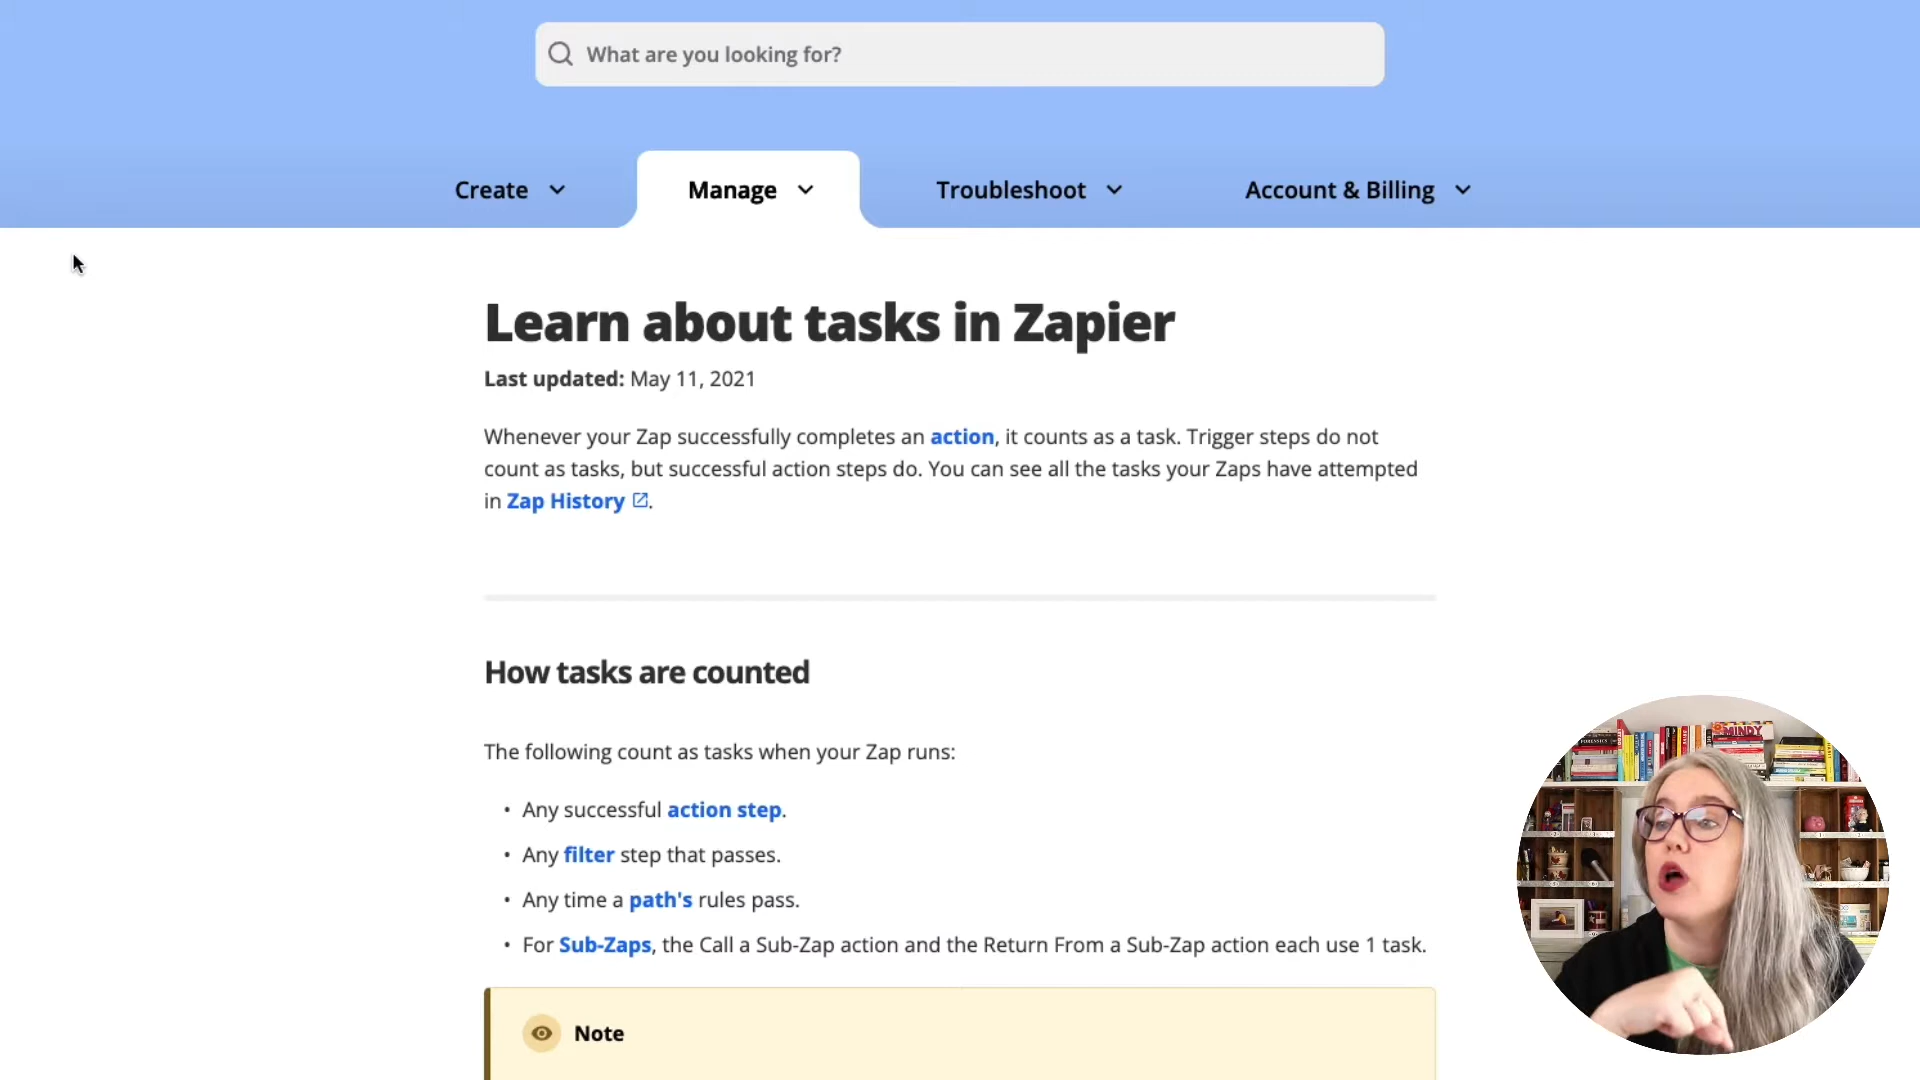 What are you looking for?
Create
Manage
Troubleshoot
Account & Billing
Learn about tasks in Zapier
Last updated: May 11, 2021
Whenever your Zap successfully completes an action, it counts as a task. Trigger steps do not
count as tasks, but successful action steps do. You can see all the tasks your Zaps have attempted
in Zap History.
How tasks are counted
The following count as tasks when your Zap runs:
• Any successful action step.
• Any filter step that passes.
• Any time a path's rules pass.
• For Sub-Zaps, the Call a Sub-Zap action and the Return From a Sub-Zap action each use 1 task.
Note
MINDY